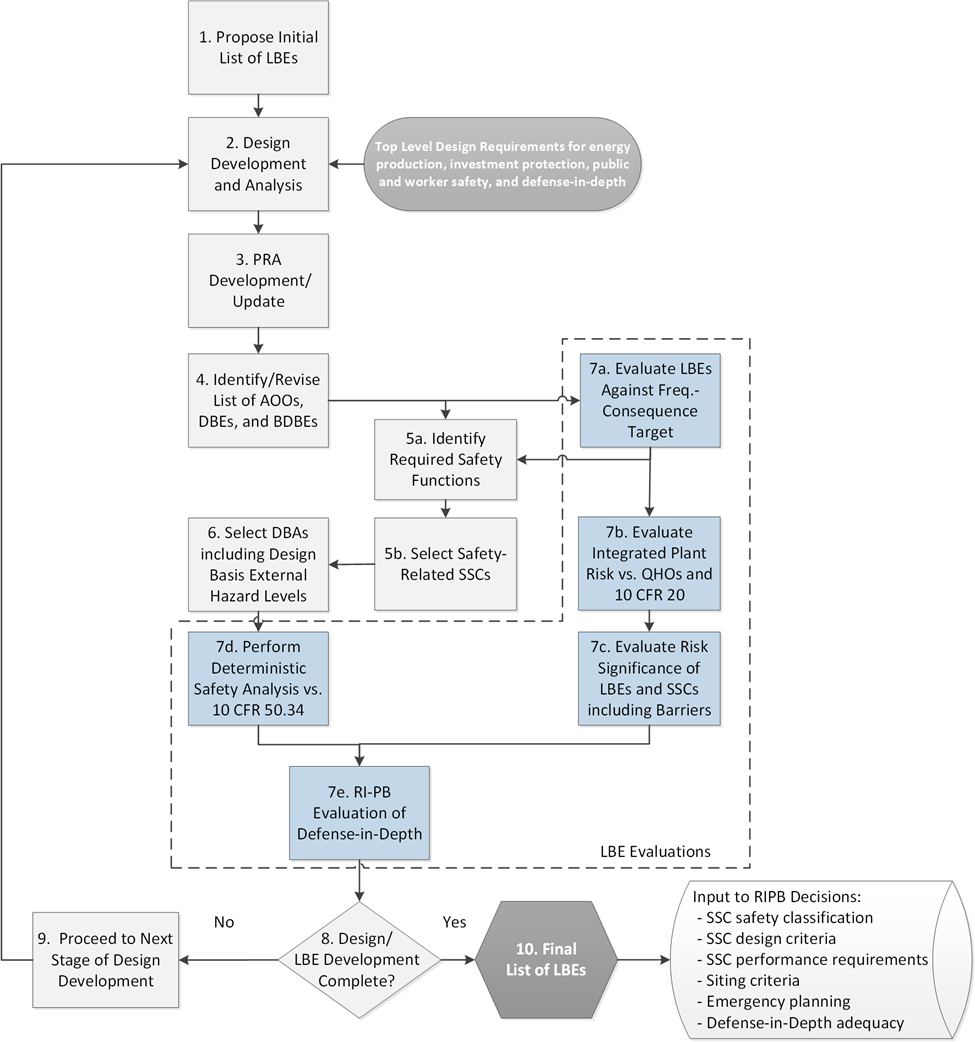 1. Propose Initial
List of LBEs
2. Design
Development
and Analysis
Top Level Design Requirements for energy
production, investment protection, public
and worker safety, and defense-in-depth
3. PRA
Development/
Update
4. Identify/Revise
List of AOOs,
DBEs, and BDBEs
7a. Evaluate LBEs
Against Freq.-
Consequence
Target
5a. Identify
Required Safety
Functions
6. Select DBAs
including Design
Basis External
Hazard Levels
5b. Select Safety-
Related SSCs
7b. Evaluate
Integrated Plant
Risk vs. QHOs and
10 CFR 20
7d. Perform
Deterministic
Safety Analysis vs.
10 CFR 50.34
7c. Evaluate Risk
Significance of
LBEs and SSCs
including Barriers
7e. RI-PB
Evaluation of
Defense-in-Depth
LBE Evaluations
No
Yes
9. Proceed to Next
Stage of Design
Development
8. Design/
LBE Development
Complete?
10. Final
List of LBEs
Input to RIPB Decisions:
- SSC safety classification
- SSC design criteria
- SSC performance requirements
- Siting criteria
- Emergency planning
- Defense-in-Depth adequacy